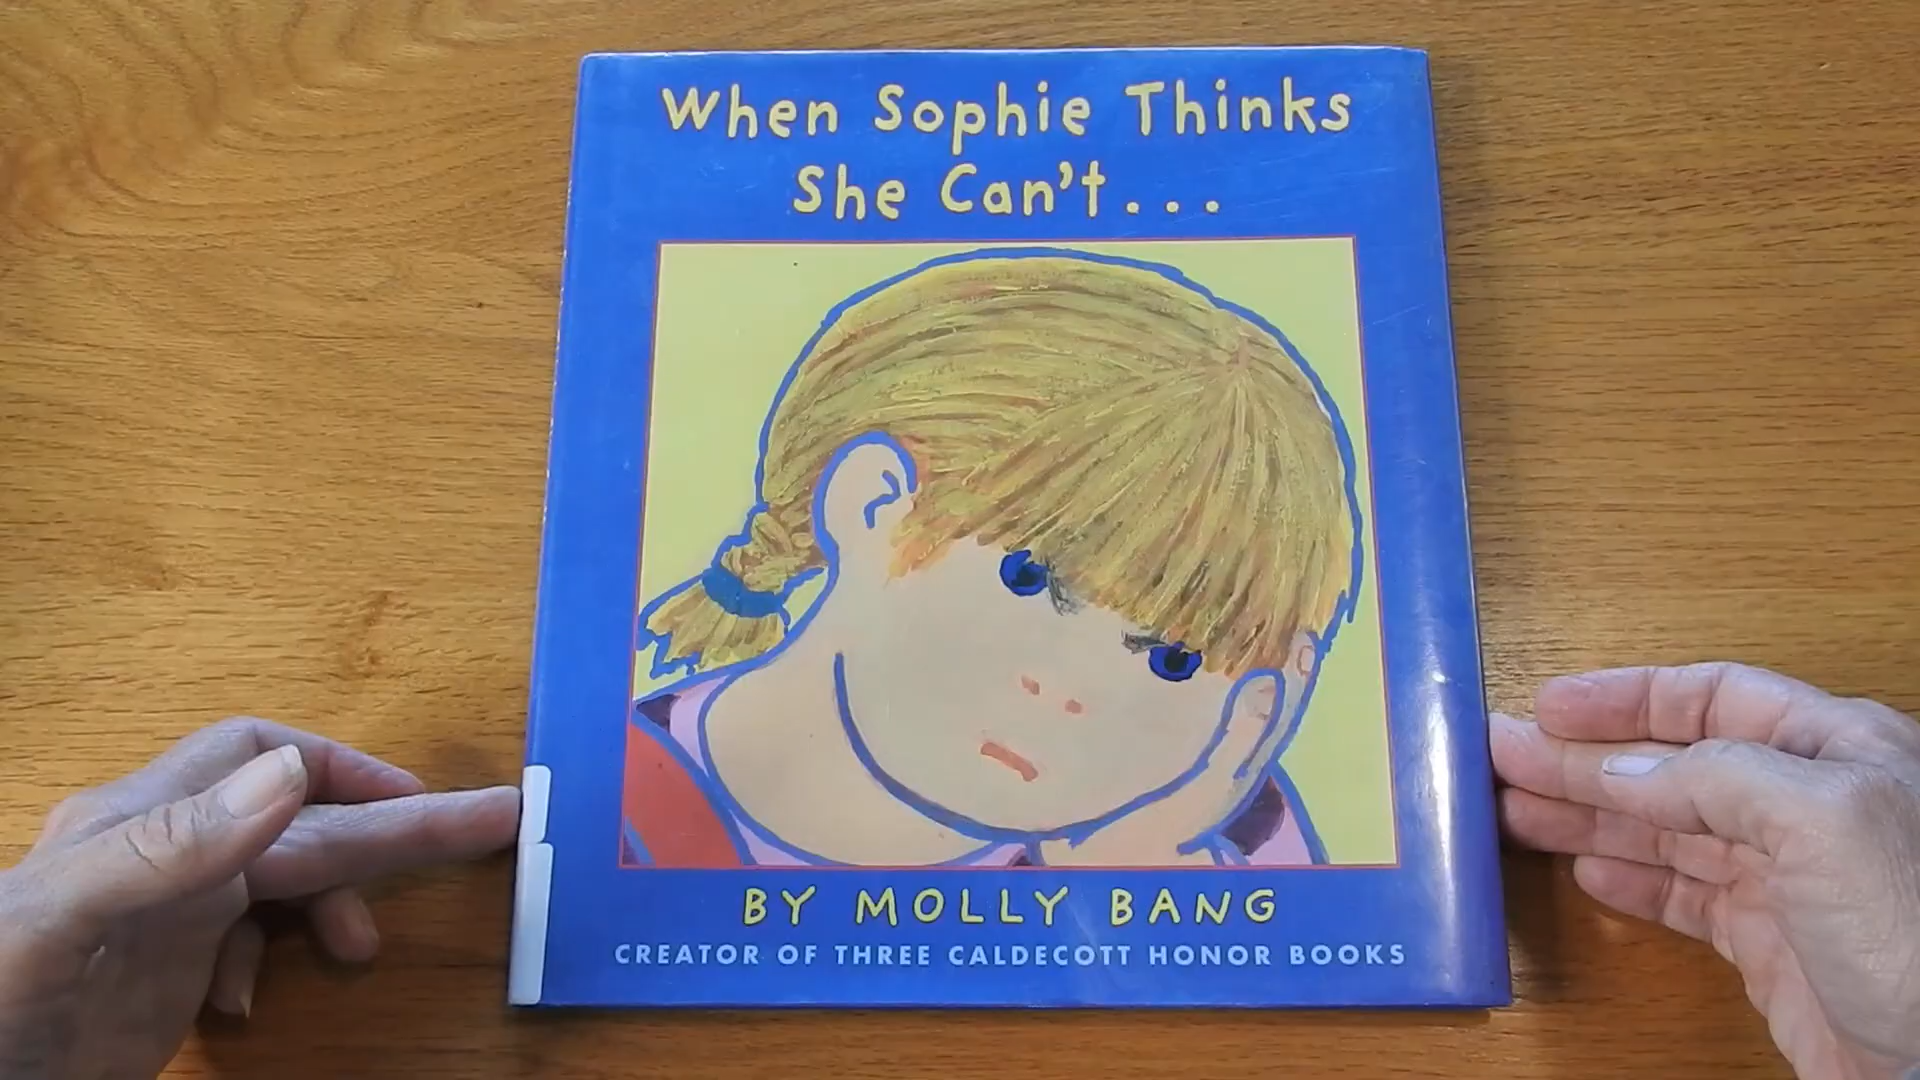 When Sophie Thinks
She Can't...
BY MOLLY BANG
CREATOR OF THREE CALDECOTT HONOR BOOKS